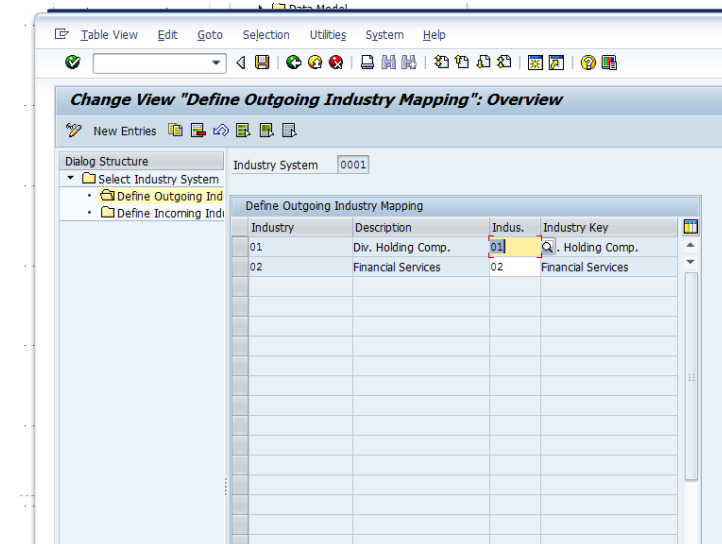 Data Model
Table View Edit Goto Selection Utilities System Help
Change View "Define Outgoing Industry Mapping": Overview
New Entries
Dialog Structure
Industry System 0001
Select Industry System
Define Outgoing Ind
Define Incoming Indu
Define Outgoing Industry Mapping
Industry Description Indus. Industry Key
01 Div. Holding Comp. 01 . Holding Comp.
02 Financial Services 02 Financial Services